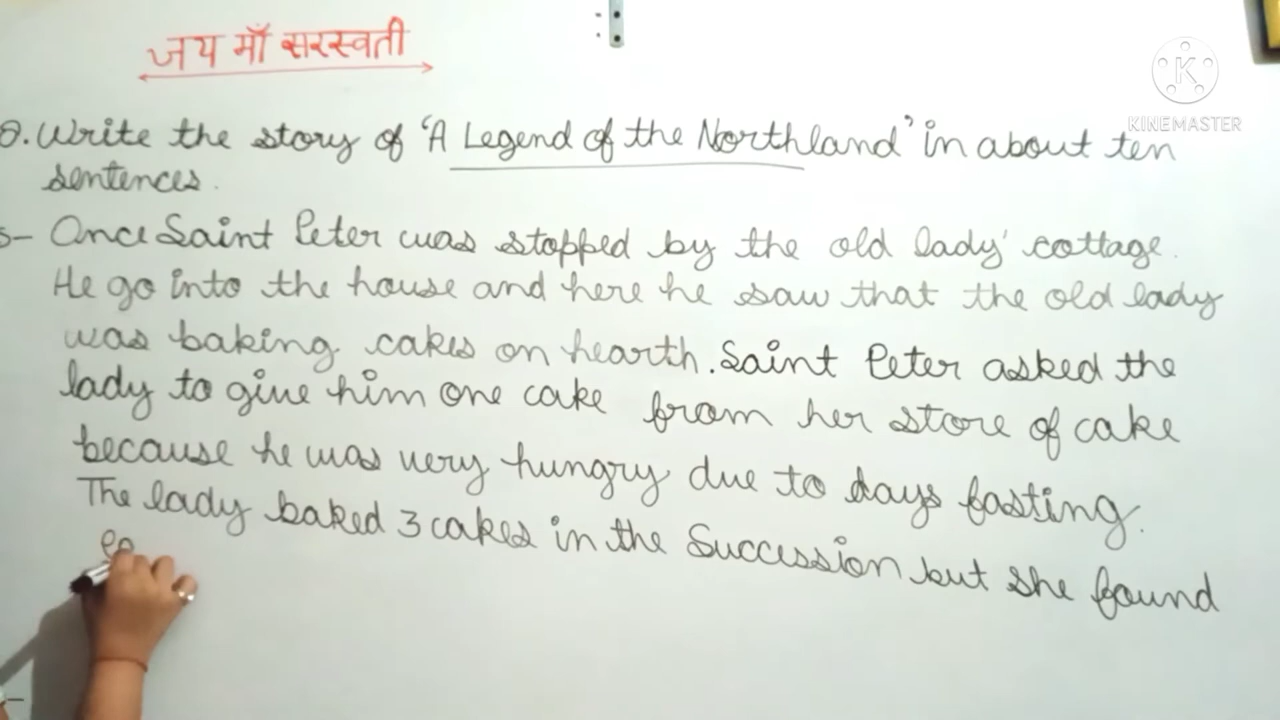 जय माँ सरस्वती
KINEMASTER
Q. Write the story of 'A Legend of the Northland' in about ten
sentences.
s- Once Saint Peter was stopped by the old lady' cottage.
He go into the house and here he saw that the old lady
was baking cakes on hearth. Saint Peter asked the
lady to give him one cake from her store of cake
because he was very hungry due to days fasting.
The lady baked 3 cakes in the Succession but she found